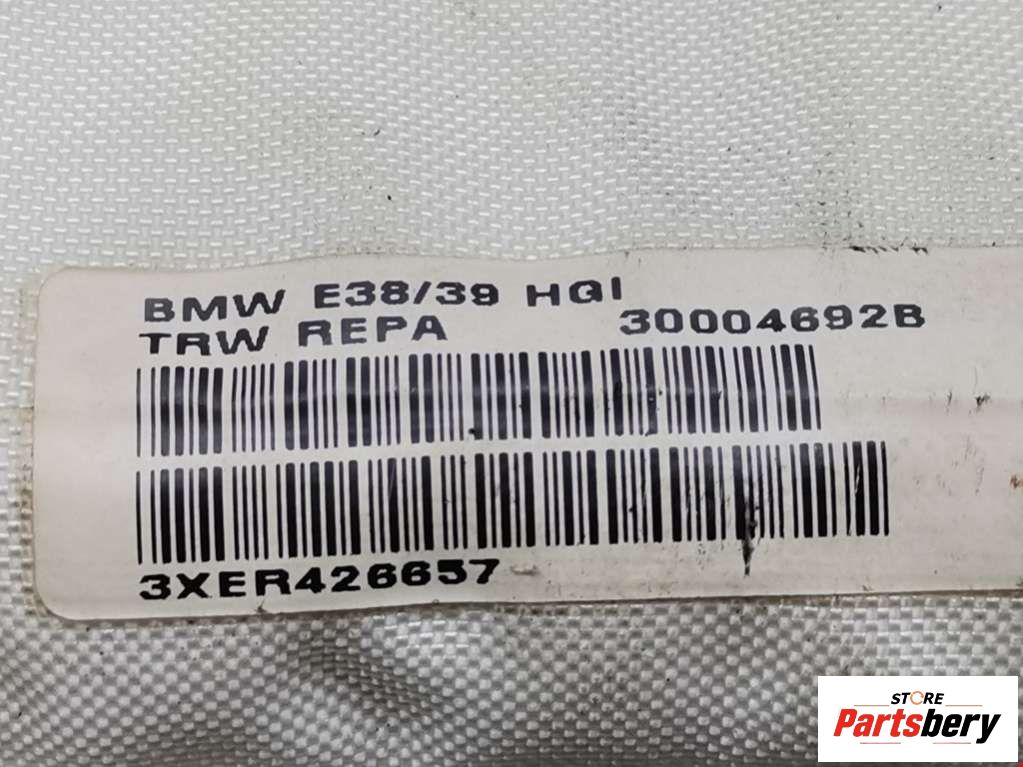 BMW E38/39 HGI
TRW REPA 30004692B
3XER426657
STORE
Partsbery